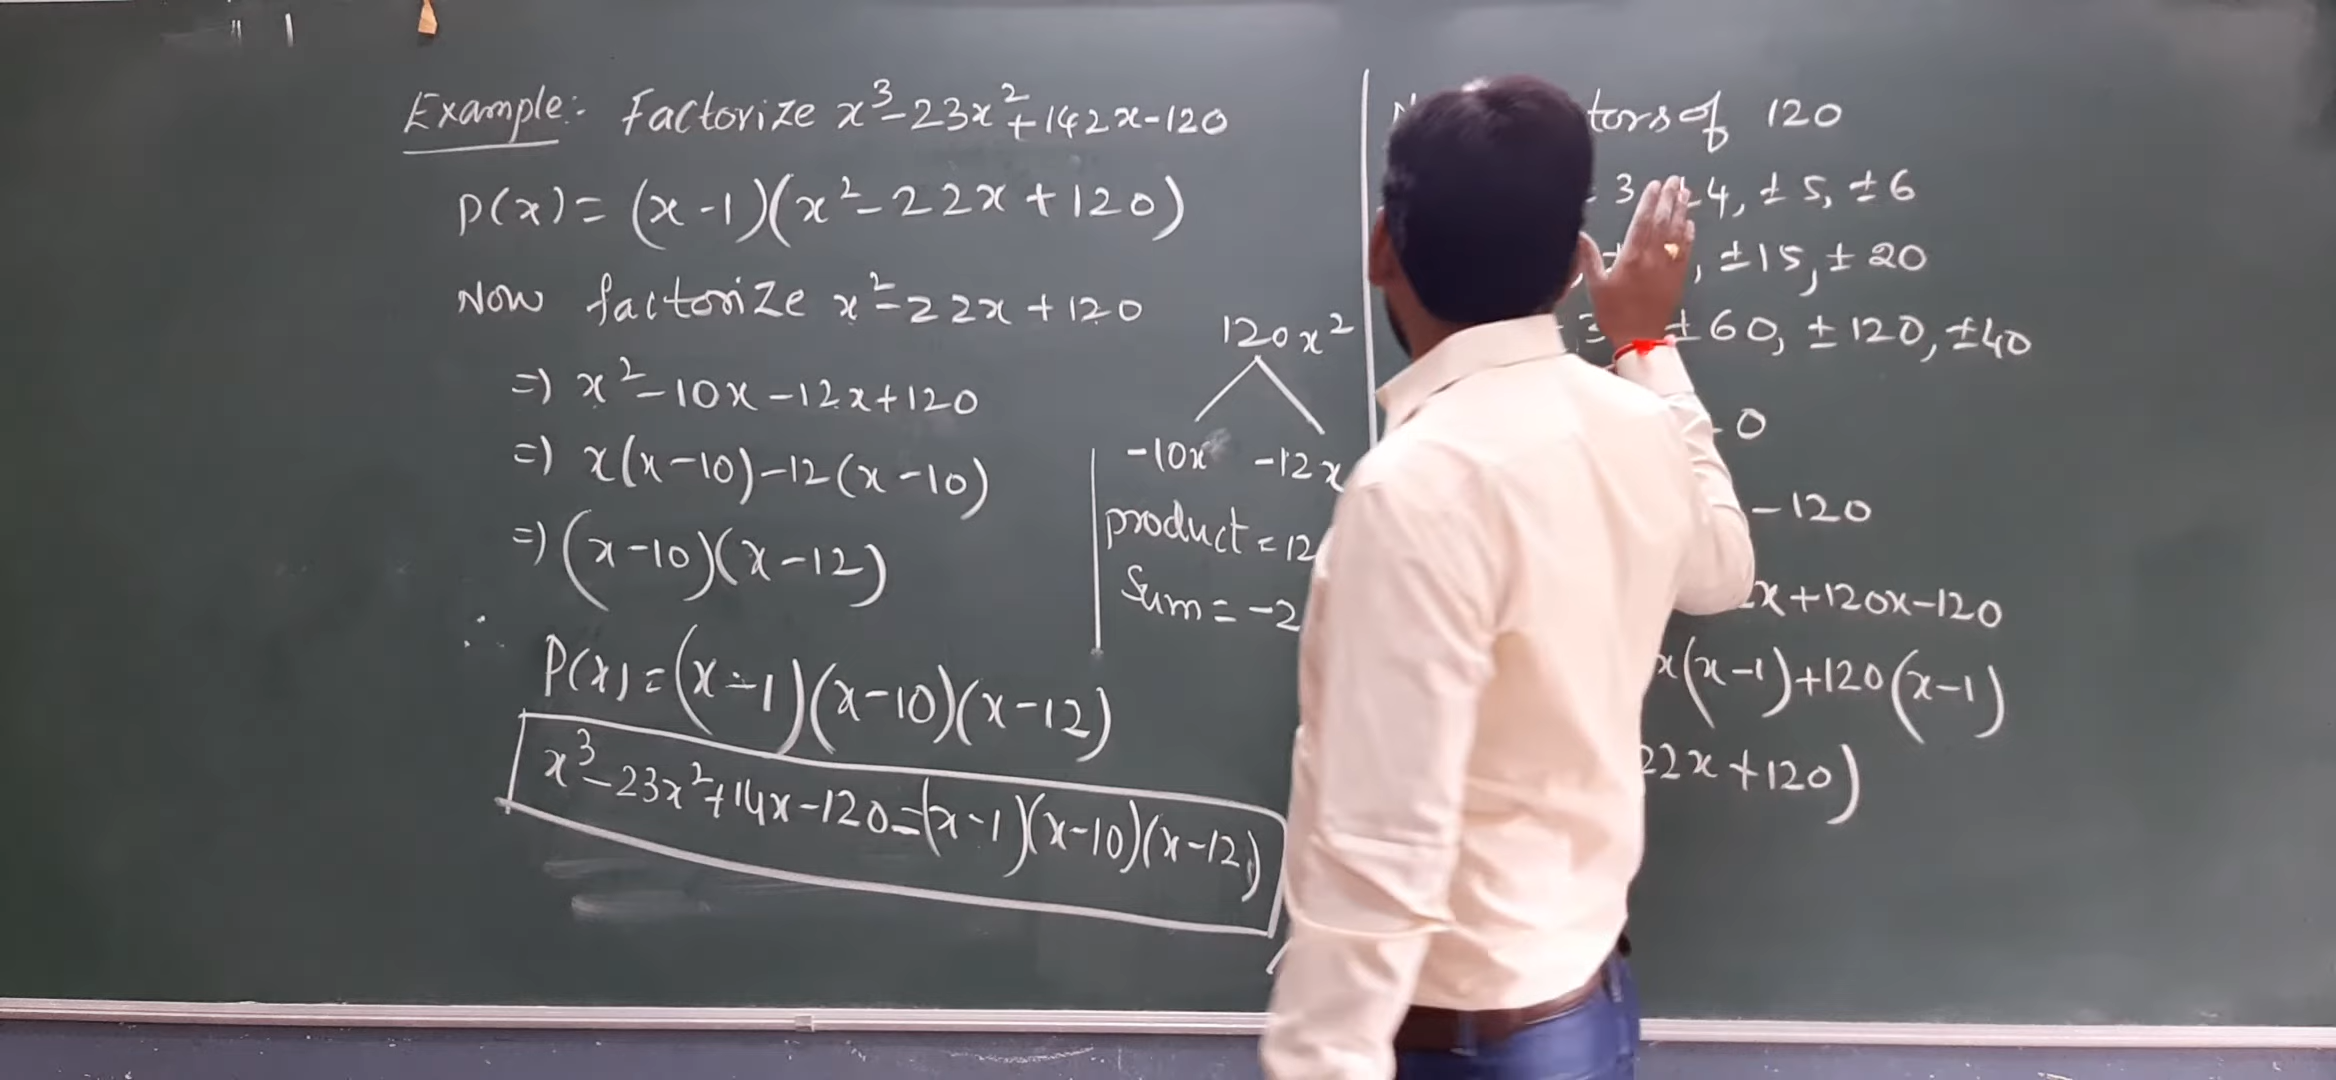 Example:- Factorize x³-23x²+142x-120
p(x) = (x-1)(x²-22x+120)
Now factorize x²-22x+120
=) x²-10x-12x+120
=) x(x-10)-12(x-10)
=) (x-10)(x-12)
∴ P(x) = (x-1)(x-10)(x-12)
x³-23x²+14x-120=(x-1)(x-10)(x-12)
120x²
-10x -12x
product = 12
Sum = -2
tors of 120
3, ±4, ±5, ±6
, ±15, ±20
±60, ±120, ±40
0
-120
x+120x-120
x(x-1)+120(x-1)
22x+120)